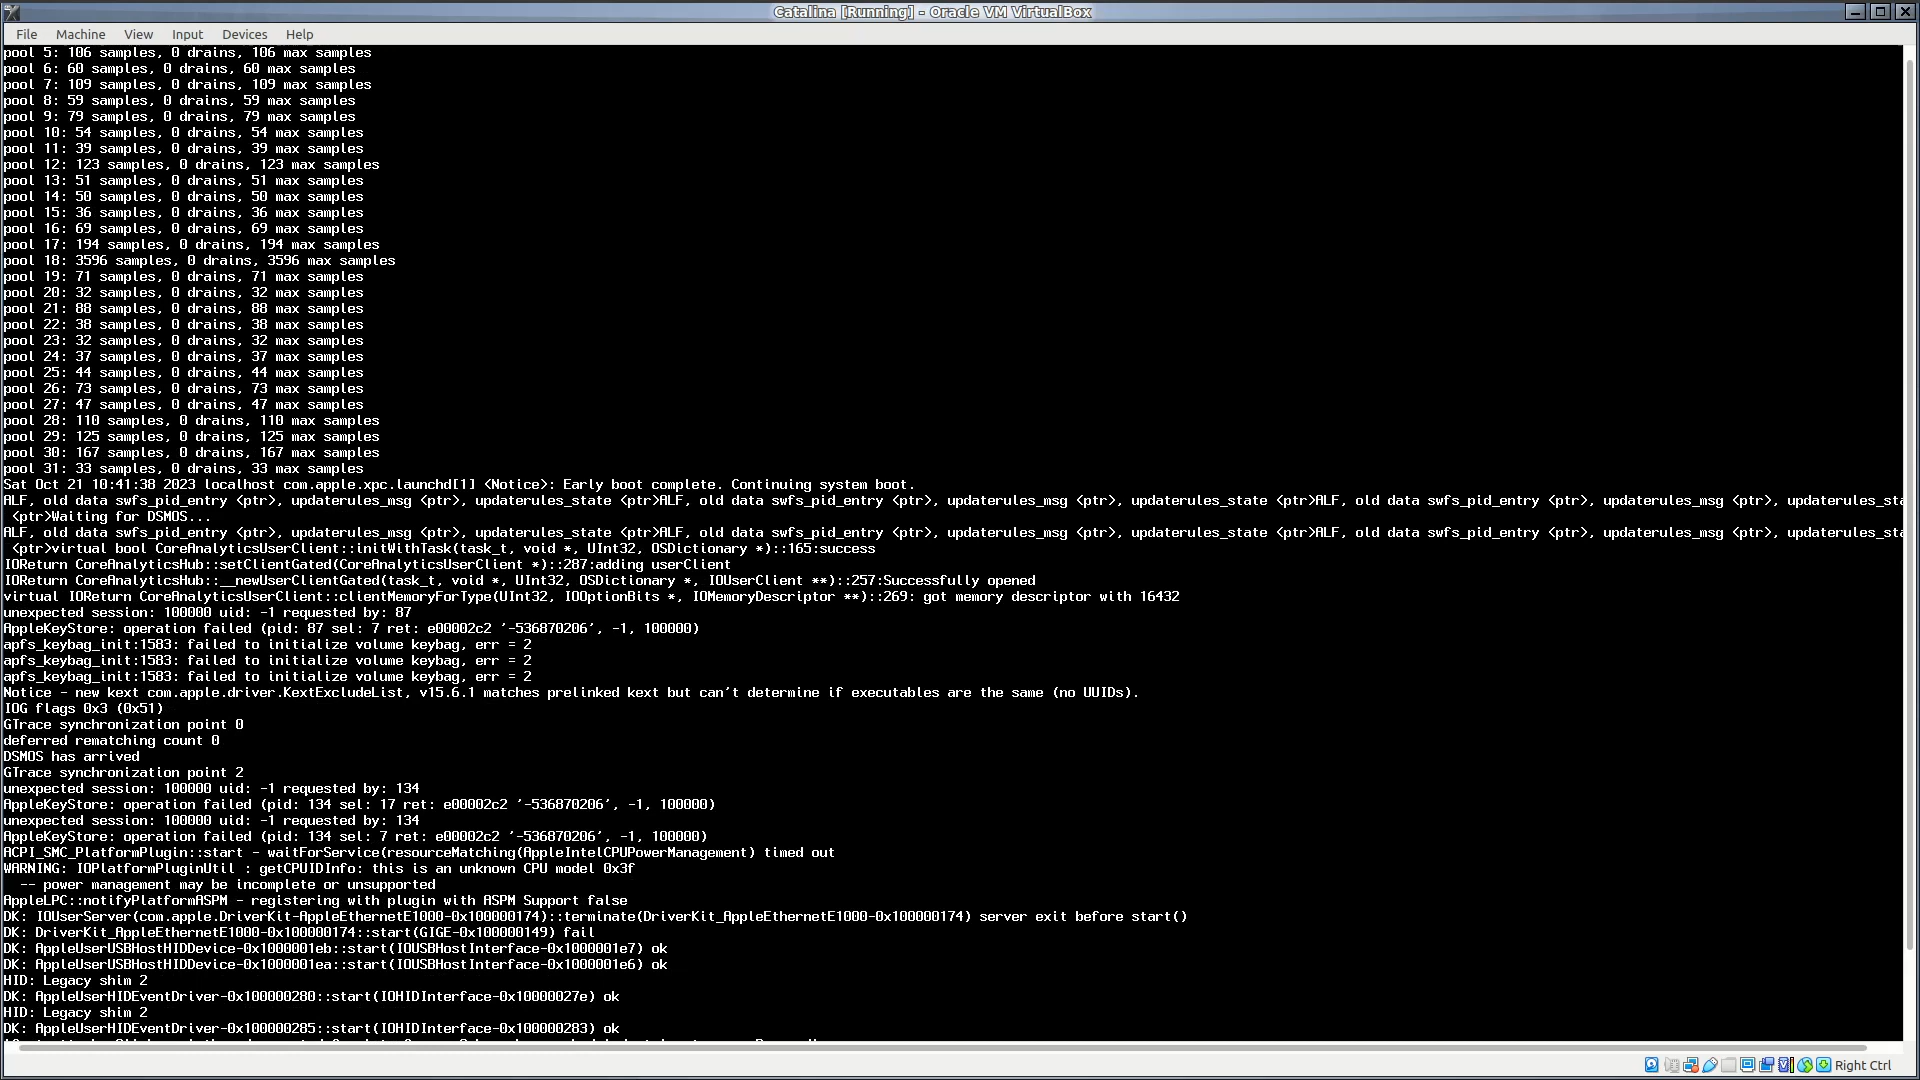 Catalina [Running] - Oracle VM VirtualBox
File Machine View Input Devices Help
pool 5: 106 samples, 0 drains, 106 max samples
pool 6: 60 samples, 0 drains, 60 max samples
pool 7: 109 samples, 0 drains, 109 max samples
pool 8: 59 samples, 0 drains, 59 max samples
pool 9: 79 samples, 0 drains, 79 max samples
pool 10: 54 samples, 0 drains, 54 max samples
pool 11: 39 samples, 0 drains, 39 max samples
pool 12: 123 samples, 0 drains, 123 max samples
pool 13: 51 samples, 0 drains, 51 max samples
pool 14: 50 samples, 0 drains, 50 max samples
pool 15: 36 samples, 0 drains, 36 max samples
pool 16: 69 samples, 0 drains, 69 max samples
pool 17: 194 samples, 0 drains, 194 max samples
pool 18: 3596 samples, 0 drains, 3596 max samples
pool 19: 71 samples, 0 drains, 71 max samples
pool 20: 32 samples, 0 drains, 32 max samples
pool 21: 88 samples, 0 drains, 88 max samples
pool 22: 38 samples, 0 drains, 38 max samples
pool 23: 32 samples, 0 drains, 32 max samples
pool 24: 37 samples, 0 drains, 37 max samples
pool 25: 44 samples, 0 drains, 44 max samples
pool 26: 73 samples, 0 drains, 73 max samples
pool 27: 47 samples, 0 drains, 47 max samples
pool 28: 110 samples, 0 drains, 110 max samples
pool 29: 125 samples, 0 drains, 125 max samples
pool 30: 167 samples, 0 drains, 167 max samples
pool 31: 33 samples, 0 drains, 33 max samples
Sat Oct 21 10:41:38 2023 localhost com.apple.xpc.launchd[1] <Notice>: Early boot complete. Continuing system boot.
ALF, old data swfs_pid_entry <ptr>, updaterules_msg <ptr>, updaterules_state <ptr>ALF, old data swfs_pid_entry <ptr>, updaterules_msg <ptr>, updaterules_state <ptr>ALF, old data swfs_pid_entry <ptr>, updaterules_msg <ptr>, updaterules_sta
<ptr>Waiting for DSMOS...
ALF, old data swfs_pid_entry <ptr>, updaterules_msg <ptr>, updaterules_state <ptr>ALF, old data swfs_pid_entry <ptr>, updaterules_msg <ptr>, updaterules_state <ptr>ALF, old data swfs_pid_entry <ptr>, updaterules_msg <ptr>, updaterules_sta
<ptr>virtual bool CoreAnalyticsUserClient::initWithTask(task_t, void *, UInt32, OSDictionary *)::165:success
IOReturn CoreAnalyticsHub::setClientGated(CoreAnalyticsUserClient *)::287:adding userClient
IOReturn CoreAnalyticsHub::__newUserClientGated(task_t, void *, UInt32, OSDictionary *, IOUserClient **)::257:Successfully opened
virtual IOReturn CoreAnalyticsUserClient::clientMemoryForType(UInt32, IOOptionBits *, IOMemoryDescriptor **)::269: got memory descriptor with 16432
unexpected session: 100000 uid: -1 requested by: 87
AppleKeyStore: operation failed (pid: 87 sel: 7 ret: e00002c2 '-536870206', -1, 100000)
apfs_keybag_init:1583: failed to initialize volume keybag, err = 2
apfs_keybag_init:1583: failed to initialize volume keybag, err = 2
apfs_keybag_init:1583: failed to initialize volume keybag, err = 2
Notice - new kext com.apple.driver.KextExcludeList, v15.6.1 matches prelinked kext but can't determine if executables are the same (no UUIDs).
IOG flags 0x3 (0x51)
GTrace synchronization point 0
deferred rematching count 0
DSMOS has arrived
GTrace synchronization point 2
unexpected session: 100000 uid: -1 requested by: 134
AppleKeyStore: operation failed (pid: 134 sel: 17 ret: e00002c2 '-536870206', -1, 100000)
unexpected session: 100000 uid: -1 requested by: 134
AppleKeyStore: operation failed (pid: 134 sel: 7 ret: e00002c2 '-536870206', -1, 100000)
ACPI_SMC_PlatformPlugin::start - waitForService(resourceMatching(AppleIntelCPUPowerManagement) timed out
WARNING: IOPlatformPluginUtil : getCPUIDInfo: this is an unknown CPU model 0x3f
-- power management may be incomplete or unsupported
AppleLPC::notifyPlatformASPM - registering with plugin with ASPM Support false
DK: IOUserServer(com.apple.DriverKit-AppleEthernetE1000-0x100000174)::terminate(DriverKit_AppleEthernetE1000-0x100000174) server exit before start()
DK: DriverKit_AppleEthernetE1000-0x100000174::start(GIGE-0x100000149) fail
DK: AppleUserUSBHostHIDDevice-0x1000001eb::start(IOUSBHostInterface-0x1000001e7) ok
DK: AppleUserUSBHostHIDDevice-0x1000001ea::start(IOUSBHostInterface-0x1000001e6) ok
HID: Legacy shim 2
DK: AppleUserHIDEventDriver-0x100000280::start(IOHIDInterface-0x10000027e) ok
HID: Legacy shim 2
DK: AppleUserHIDEventDriver-0x100000285::start(IOHIDInterface-0x100000283) ok
Right Ctrl